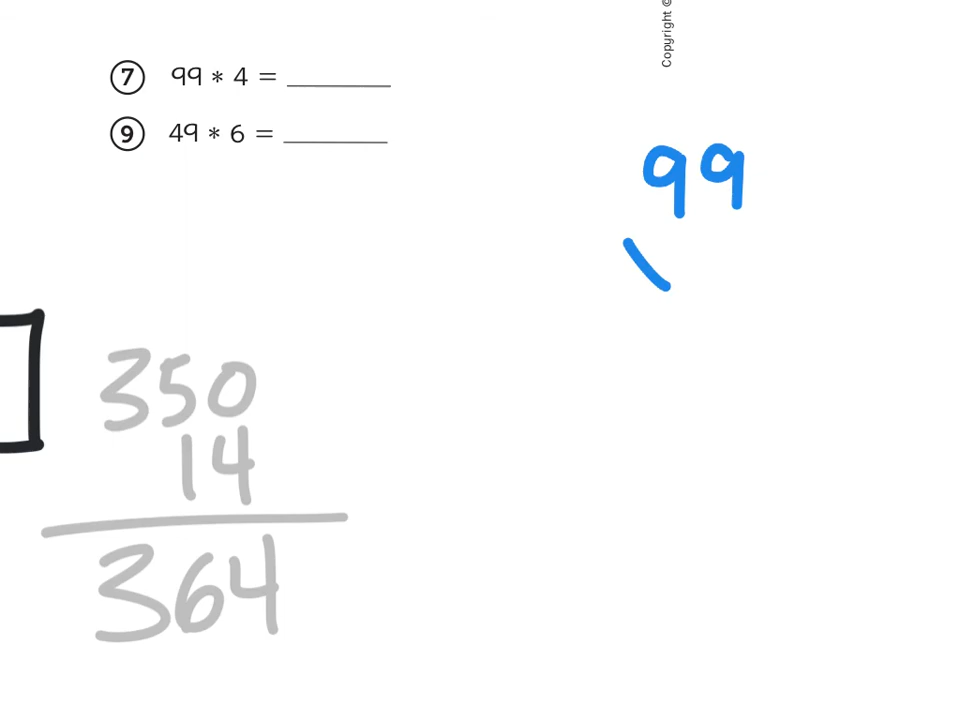 Copyright ©
⑦ 99 * 4 = ________
⑨ 49 * 6 = ________
99
350
14
364